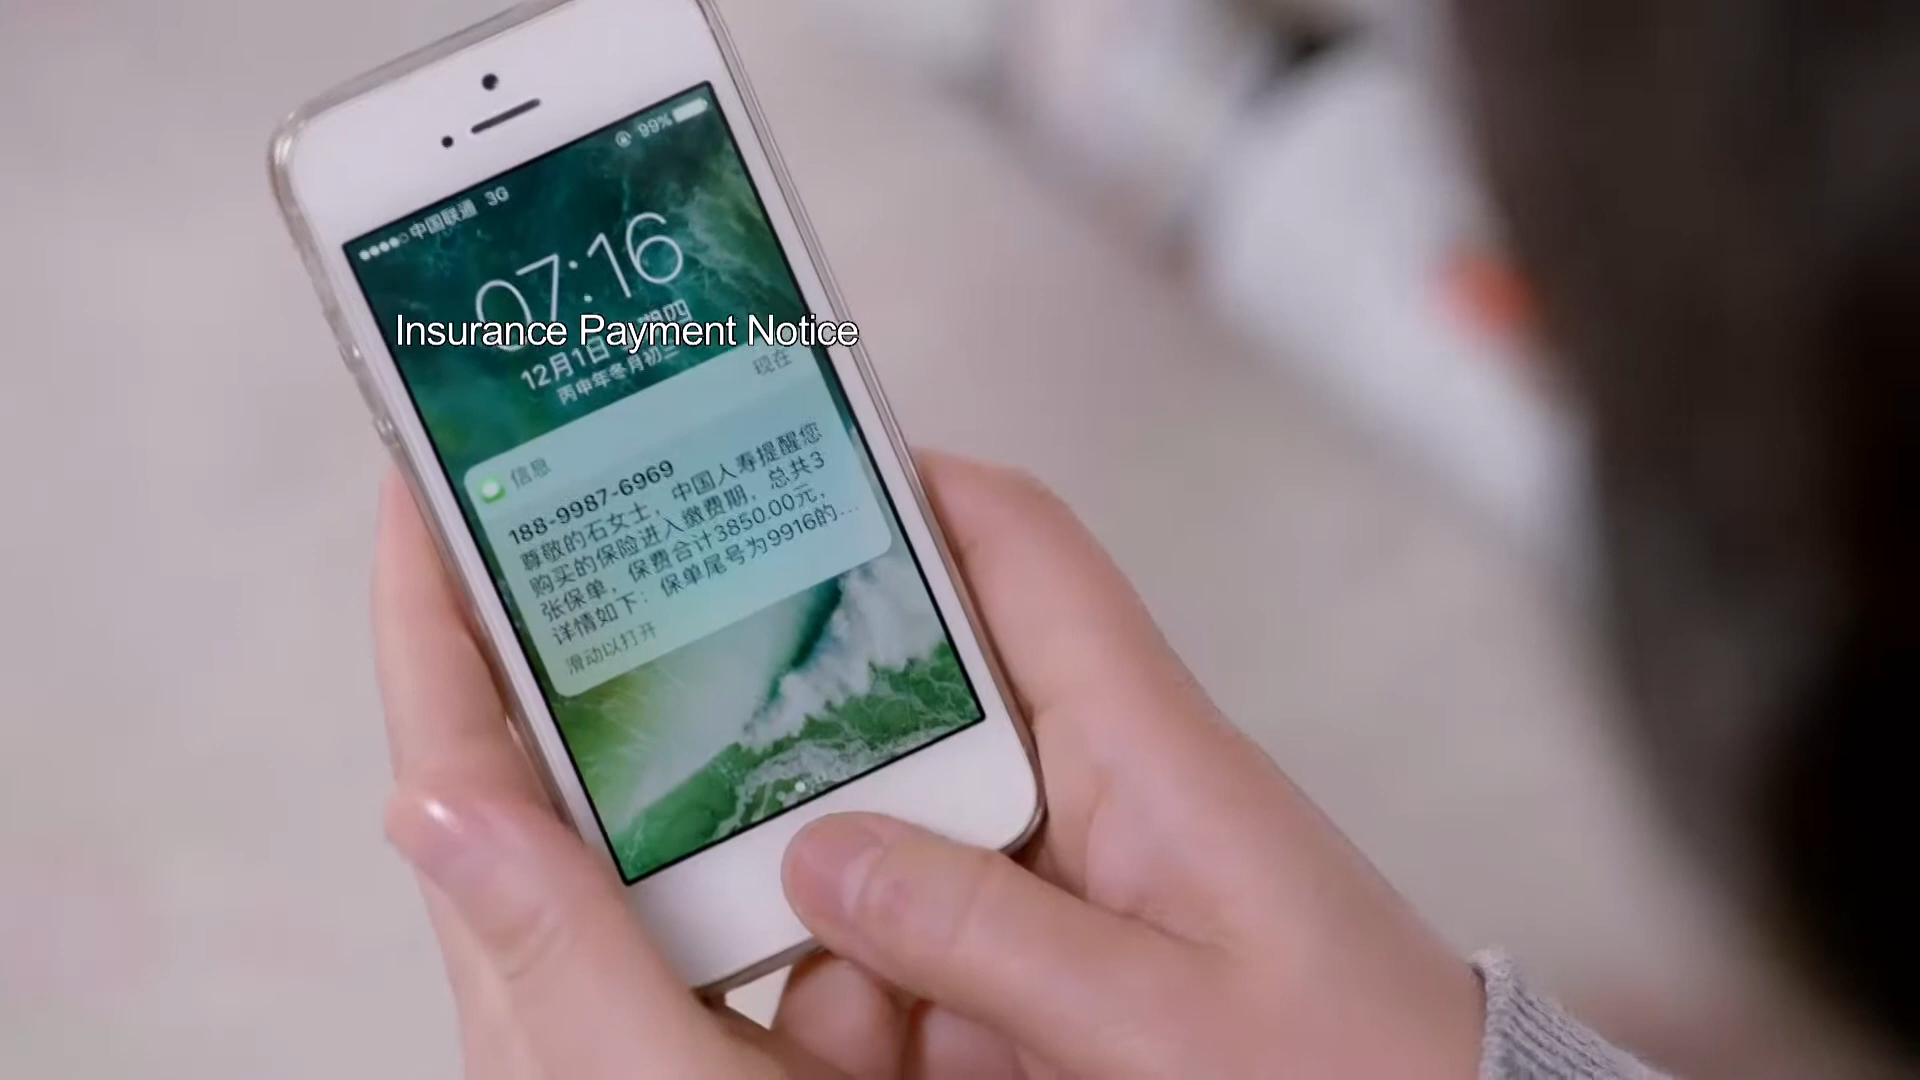 中国联通 3G 99%
07:16
Insurance Payment Notice
12月1日 期四
丙申年冬月初三
信息 现在
188-9987-6969
尊敬的石女士，中国人寿提醒您
购买的保险进入缴费期，总共3
张保单，保费合计3850.00元，
详情如下：保单尾号为9916的...
滑动以打开